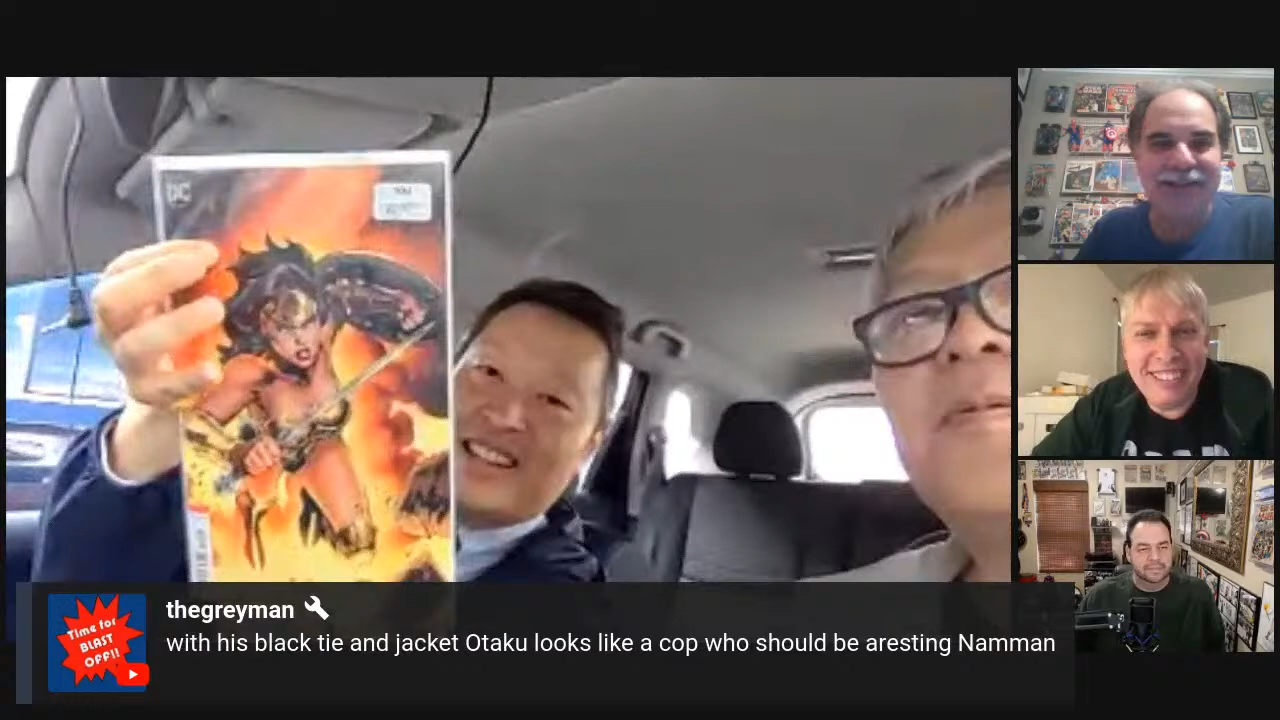 DC
thegreyman
with his black tie and jacket Otaku looks like a cop who should be aresting Namman
Time for
BLAST
OFF!!